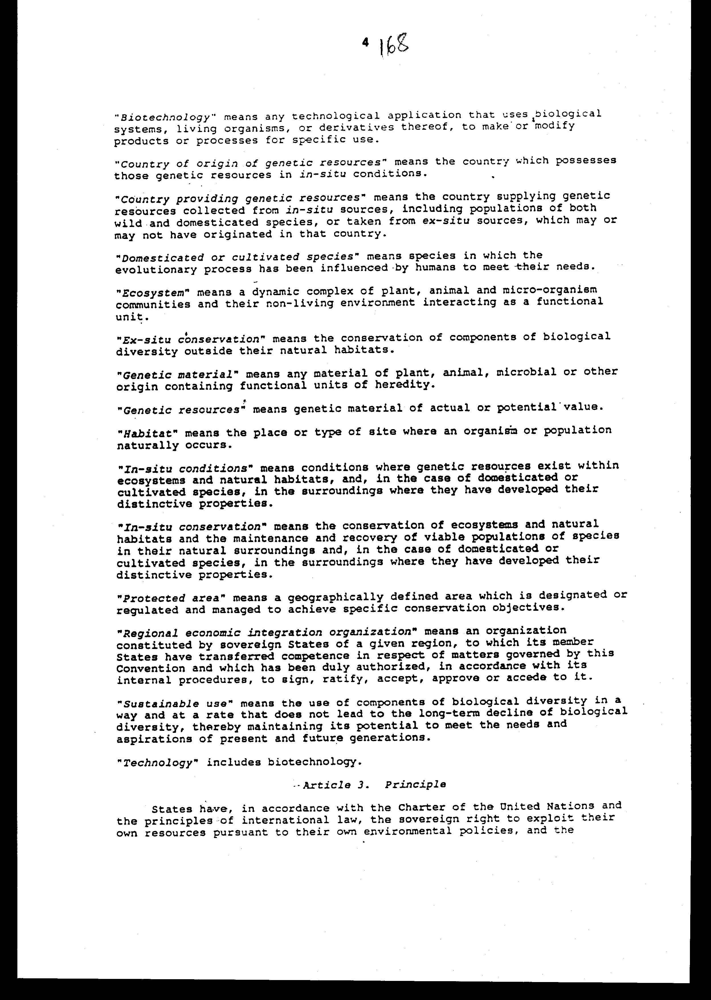 4 168
"Biotechnology" means any technological application that uses biological
systems, living organisms, or derivatives thereof, to make or modify
products or processes for specific use.
"Country of origin of genetic resources" means the country which possesses
those genetic resources in in-situ conditions.
"Country providing genetic resources" means the country supplying genetic
resources collected from in-situ sources, including populations of both
wild and domesticated species, or taken from ex-situ sources, which may or
may not have originated in that country.
"Domesticated or cultivated species" means species in which the
evolutionary process has been influenced by humans to meet their needs.
"Ecosystem" means a dynamic complex of plant, animal and micro-organism
communities and their non-living environment interacting as a functional
unit.
"Ex-situ conservation" means the conservation of components of biological
diversity outside their natural habitats.
"Genetic material" means any material of plant, animal, microbial or other
origin containing functional units of heredity.
"Genetic resources" means genetic material of actual or potential value.
"Habitat" means the place or type of site where an organism or population
naturally occurs.
"In-situ conditions" means conditions where genetic resources exist within
ecosystems and natural habitats, and, in the case of domesticated or
cultivated species, in the surroundings where they have developed their
distinctive properties.
"In-situ conservation" means the conservation of ecosystems and natural
habitats and the maintenance and recovery of viable populations of species
in their natural surroundings and, in the case of domesticated or
cultivated species, in the surroundings where they have developed their
distinctive properties.
"Protected area" means a geographically defined area which is designated or
regulated and managed to achieve specific conservation objectives.
"Regional economic integration organization" means an organization
constituted by sovereign States of a given region, to which its member
States have transferred competence in respect of matters governed by this
Convention and which has been duly authorized, in accordance with its
internal procedures, to sign, ratify, accept, approve or accede to it.
"Sustainable use" means the use of components of biological diversity in a
way and at a rate that does not lead to the long-term decline of biological
diversity, thereby maintaining its potential to meet the needs and
aspirations of present and future generations.
"Technology" includes biotechnology.
Article 3. Principle
States have, in accordance with the Charter of the United Nations and
the principles of international law, the sovereign right to exploit their
own resources pursuant to their own environmental policies, and the